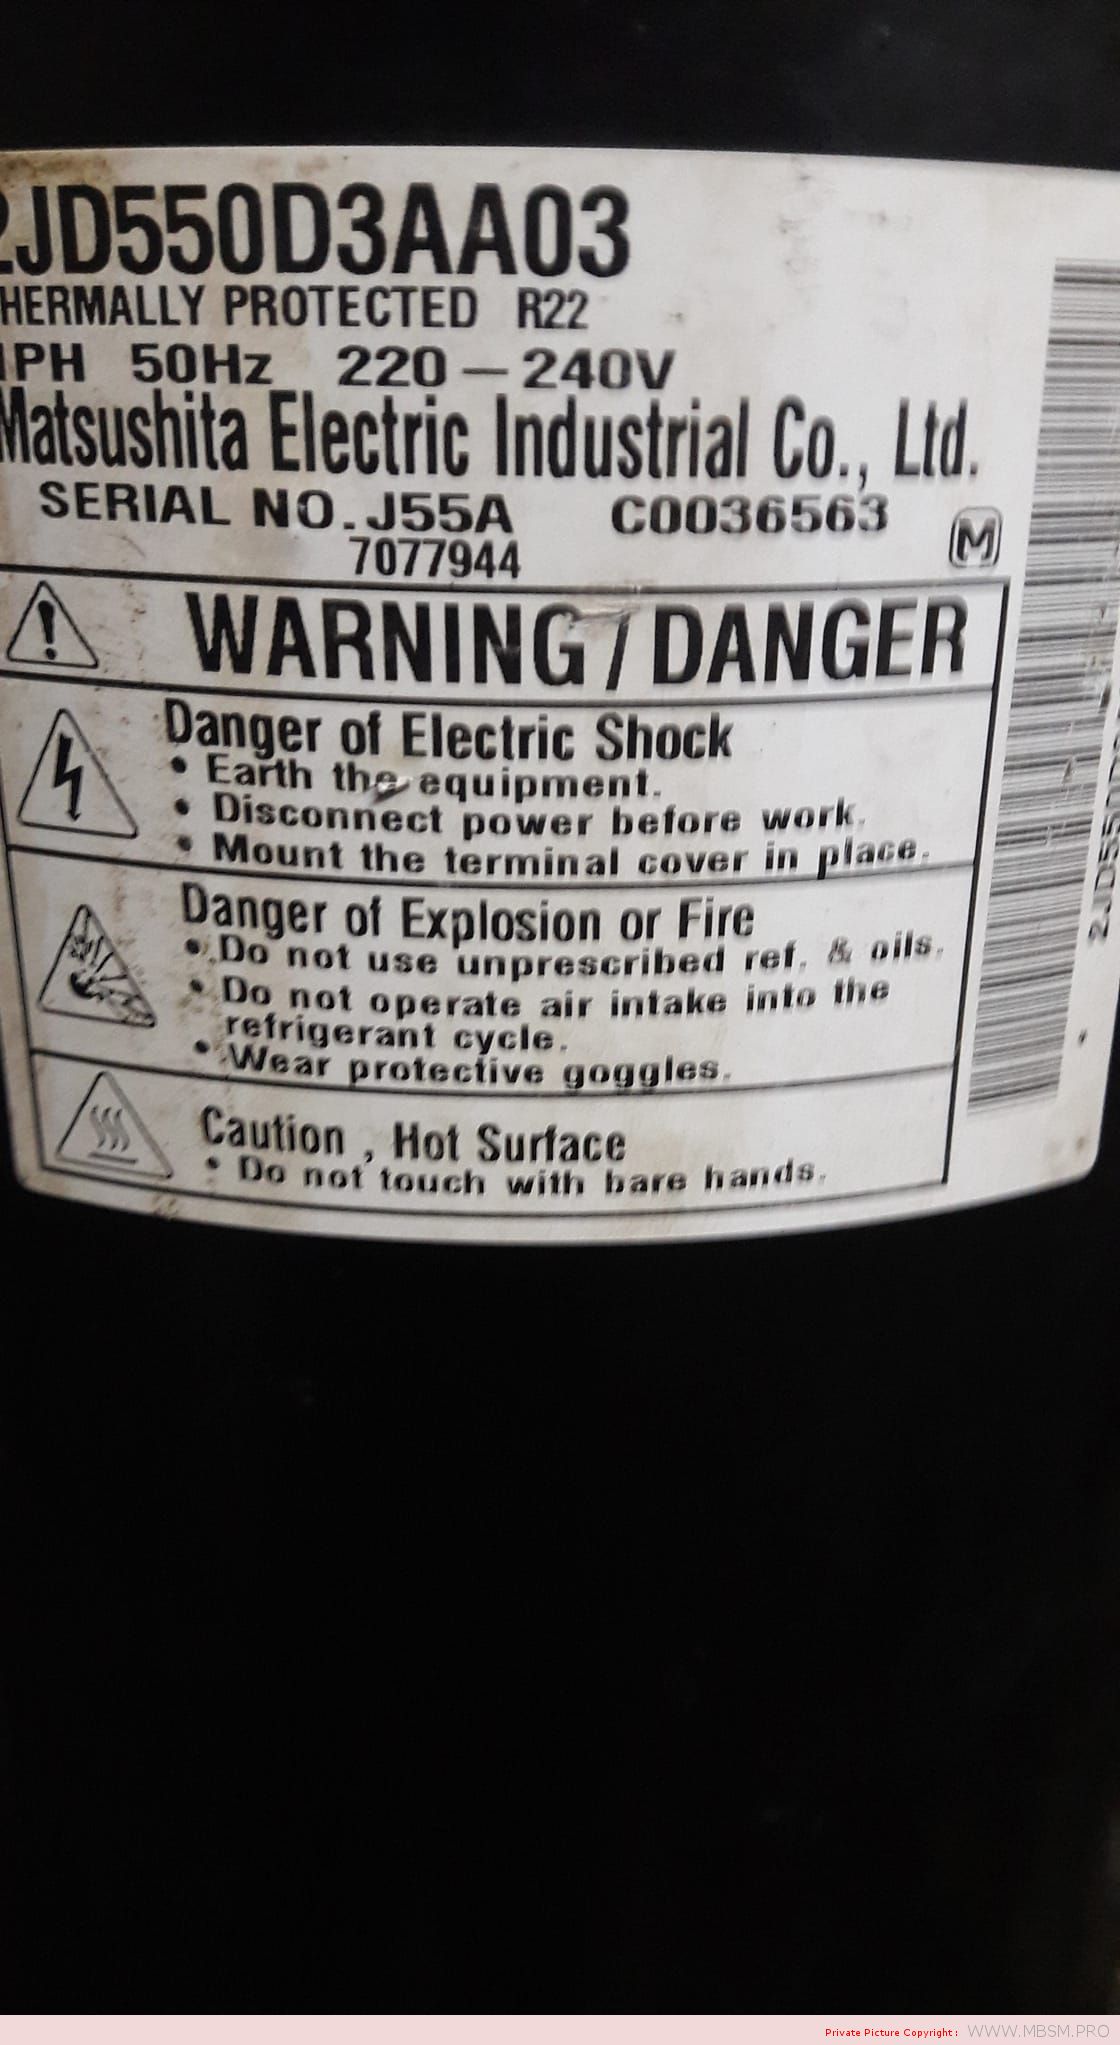 2JD550D3AA03
HERMALLY PROTECTED R22
1PH 50Hz 220 – 240V
Matsushita Electric Industrial Co., Ltd.
SERIAL NO. J55A C0036563
7077944
M
WARNING / DANGER
Danger of Electric Shock
• Earth the equipment.
• Disconnect power before work.
• Mount the terminal cover in place.
Danger of Explosion or Fire
• Do not use unprescribed ref. & oils.
• Do not operate air intake into the
refrigerant cycle.
• Wear protective goggles.
Caution , Hot Surface
• Do not touch with bare hands.
Private Picture Copyright : WWW.MBSM.PRO